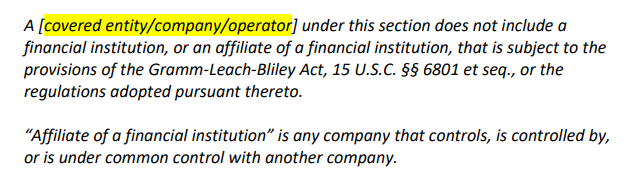 A [covered entity/company/operator] under this section does not include a
financial institution, or an affiliate of a financial institution, that is subject to the
provisions of the Gramm-Leach-Bliley Act, 15 U.S.C. §§ 6801 et seq., or the
regulations adopted pursuant thereto.
“Affiliate of a financial institution” is any company that controls, is controlled by,
or is under common control with another company.